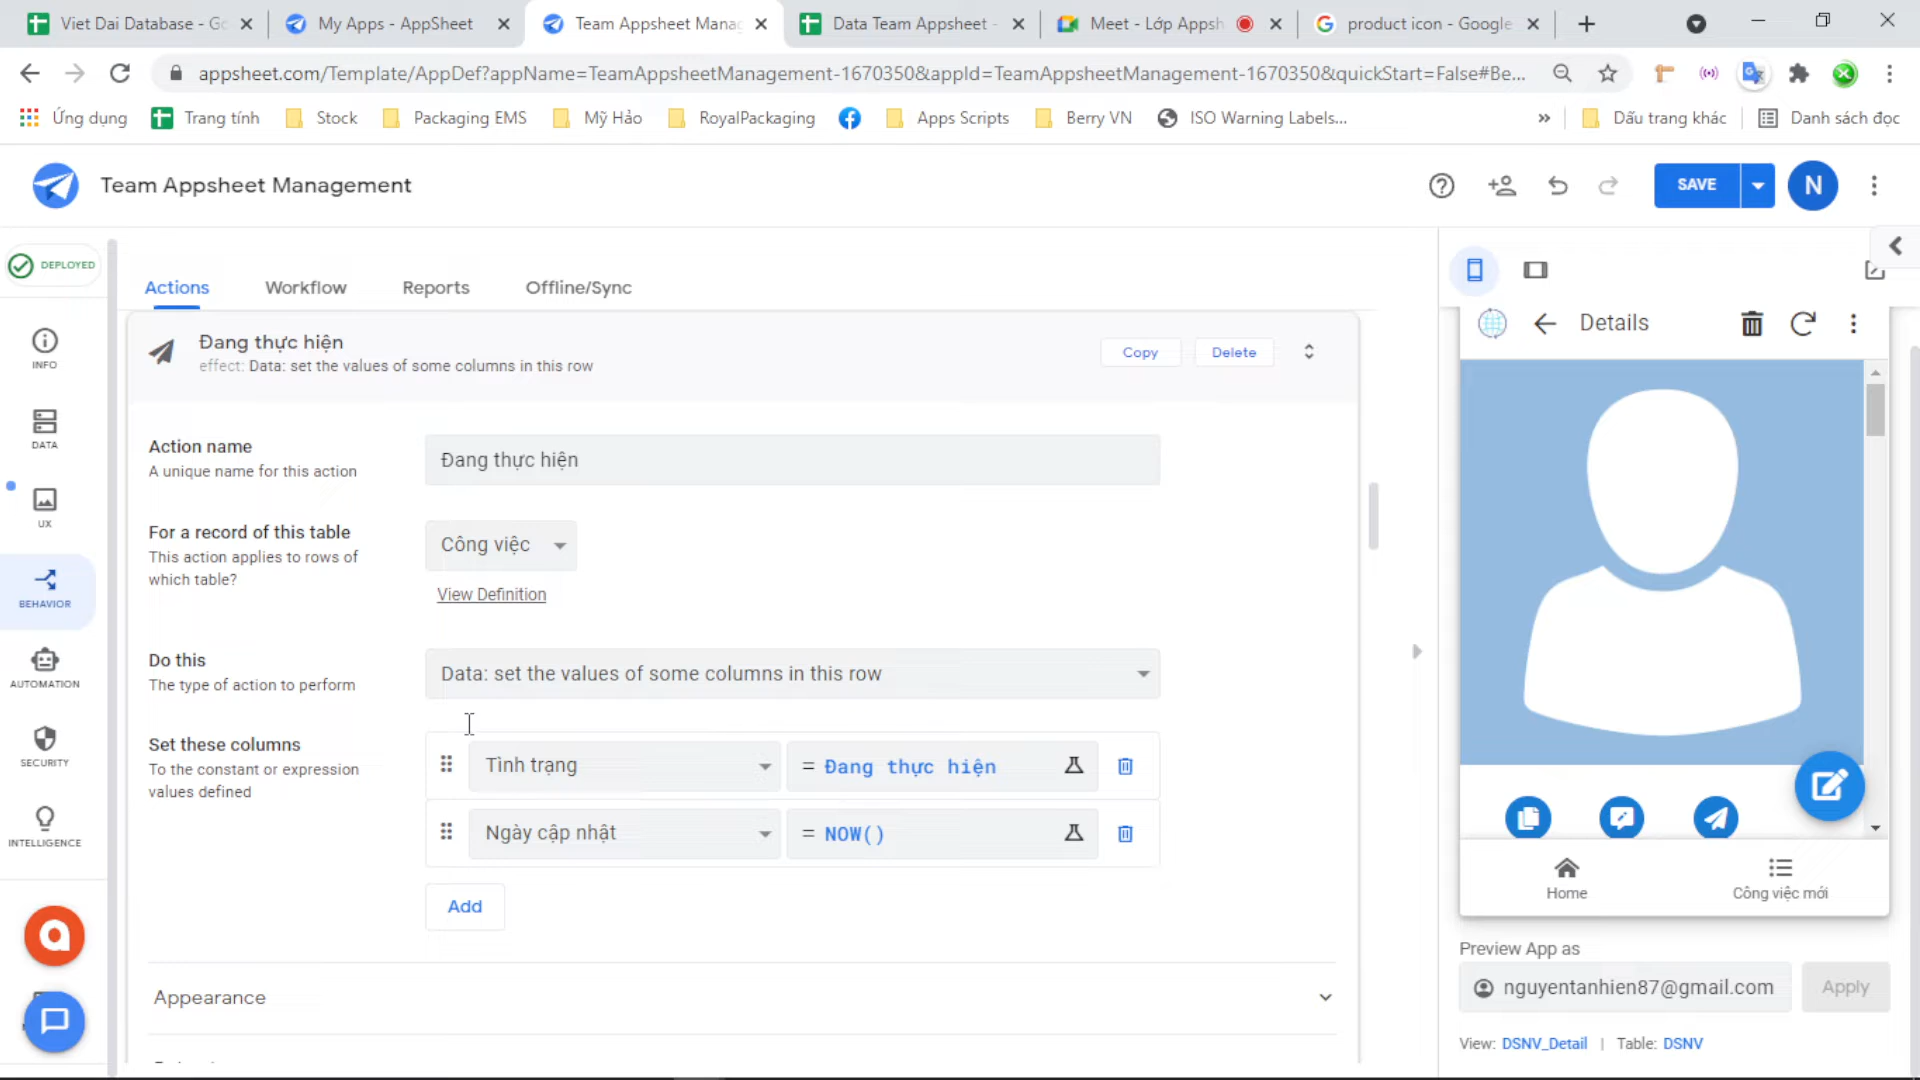 Viet Dai Database - Go
My Apps - AppSheet
Team Appsheet Manag
Data Team Appsheet -
Meet - Lớp Appsh
product icon - Google
appsheet.com/Template/AppDef?appName=TeamAppsheetManagement-1670350&appId=TeamAppsheetManagement-1670350&quickStart=False#Be...
Ứng dụng
Trang tính
Stock
Packaging EMS
Mỹ Hảo
RoyalPackaging
Apps Scripts
Berry VN
ISO Warning Labels...
»
Dấu trang khác
Danh sách đọc
Team Appsheet Management
SAVE
N
DEPLOYED
INFO
DATA
UX
BEHAVIOR
AUTOMATION
SECURITY
INTELLIGENCE
Actions
Workflow
Reports
Offline/Sync
Đang thực hiện
effect: Data: set the values of some columns in this row
Copy
Delete
Action name
A unique name for this action
Đang thực hiện
For a record of this table
This action applies to rows of
which table?
Công việc
View Definition
Do this
The type of action to perform
Data: set the values of some columns in this row
Set these columns
To the constant or expression
values defined
Tình trạng
= Đang thực hiện
Ngày cập nhật
= NOW()
Add
Appearance
Details
Home
Công việc mới
Preview App as
nguyentanhien87@gmail.com
Apply
View: DSNV_Detail | Table: DSNV